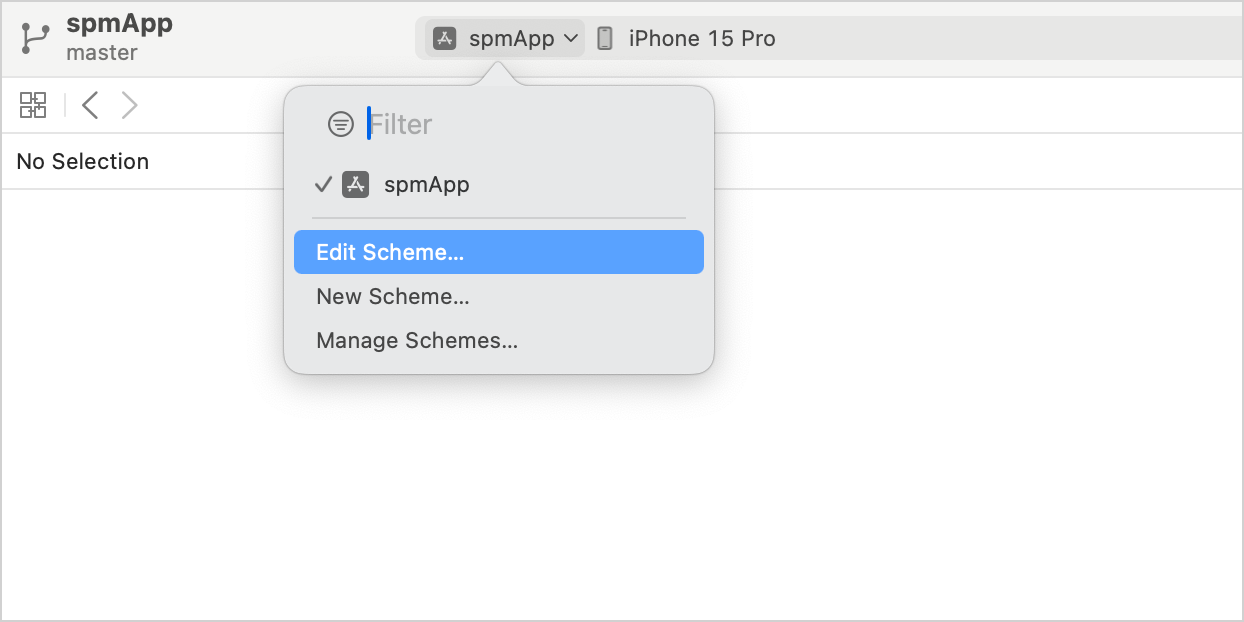 spmApp
master
spmApp
iPhone 15 Pro
No Selection
Filter
spmApp
Edit Scheme...
New Scheme...
Manage Schemes...